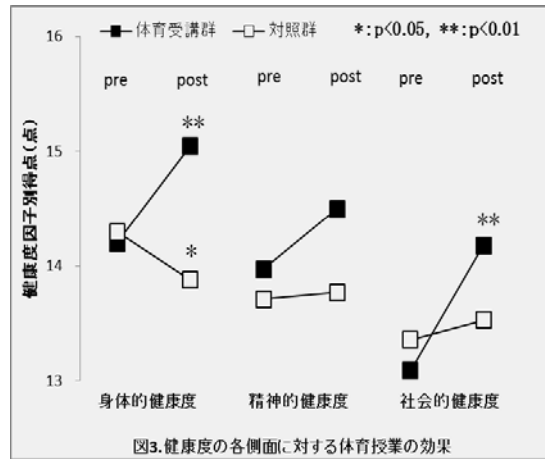 16
体育受講群 対照群 *:p<0.05, **:p<0.01
pre post pre post pre post
**
15
*
**
14
13
健康度因子別得点(点)
身体的健康度 精神的健康度 社会的健康度
図3.健康度の各側面に対する体育授業の効果